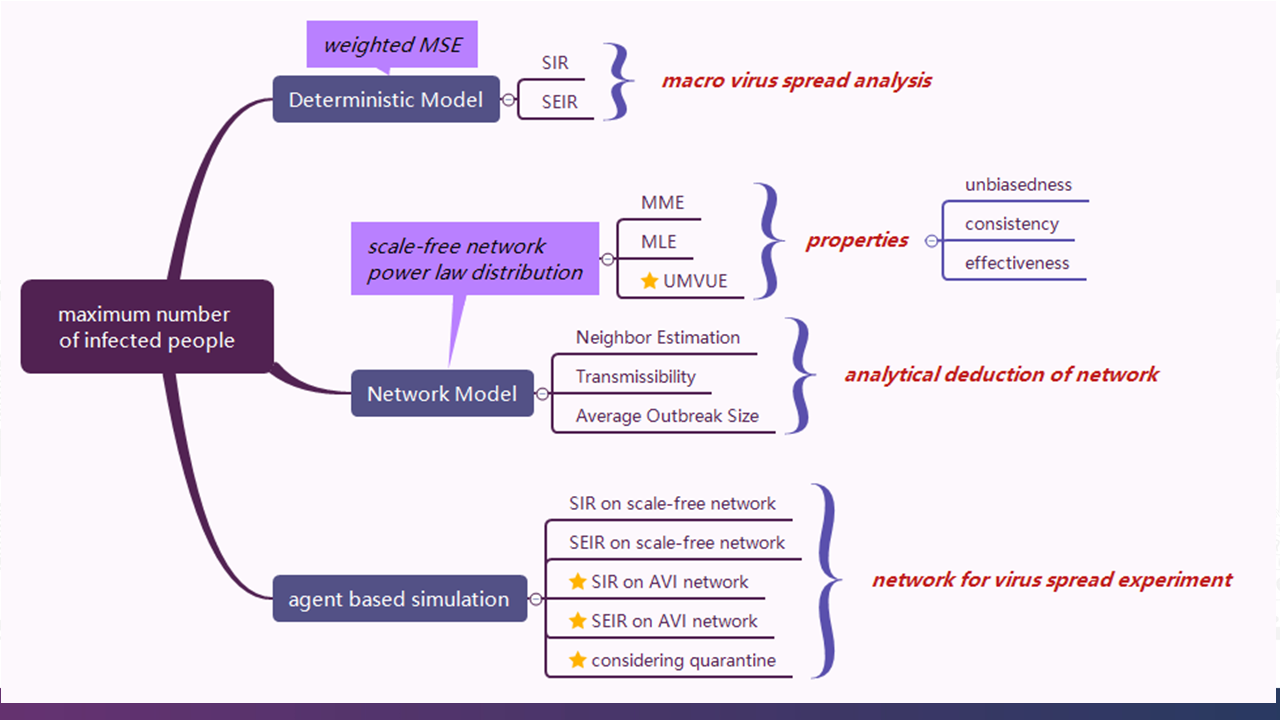 weighted MSE
Deterministic Model
SIR
SEIR
macro virus spread analysis
scale-free network
power law distribution
MME
MLE
UMVUE
properties
unbiasedness
consistency
effectiveness
maximum number
of infected people
Network Model
Neighbor Estimation
Transmissibility
Average Outbreak Size
analytical deduction of network
agent based simulation
SIR on scale-free network
SEIR on scale-free network
SIR on AVI network
SEIR on AVI network
considering quarantine
network for virus spread experiment